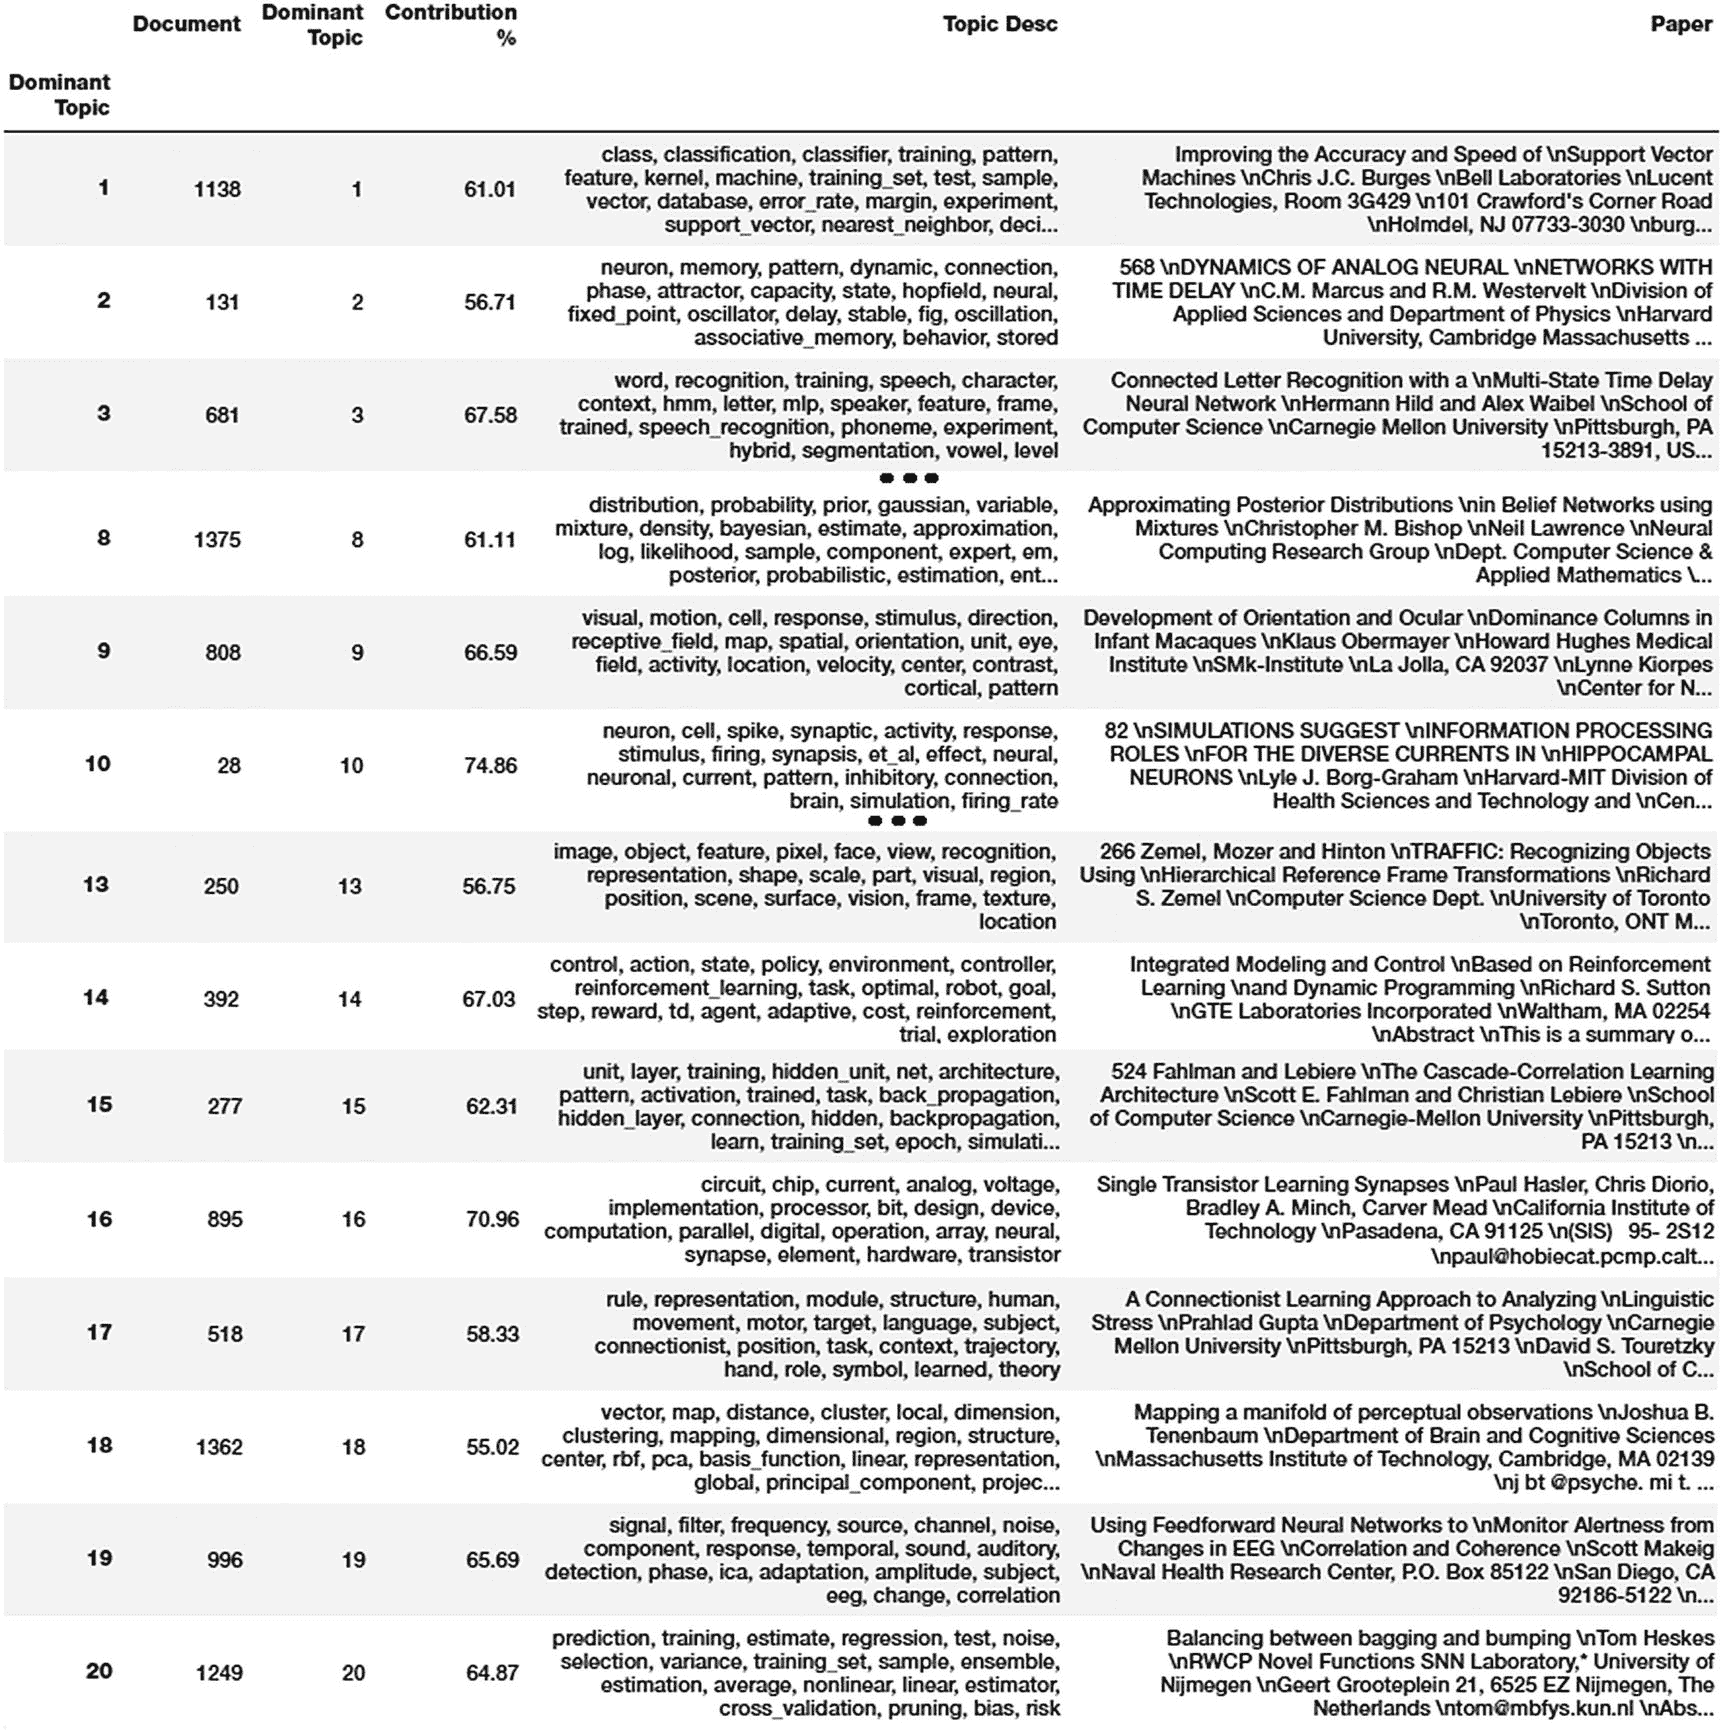 Document Dominant Topic Contribution % Topic Desc Paper
Dominant Topic
1 1138 1 61.01
class, classification, classifier, training, pattern,
feature, kernel, machine, training_set, test, sample,
vector, database, error_rate, margin, experiment,
support_vector, nearest_neighbor, deci...
Improving the Accuracy and Speed of \nSupport Vector
Machines \nChris J.C. Burges \nBell Laboratories \nLucent
Technologies, Room 3G429 \n101 Crawford's Corner Road
\nHolmdel, NJ 07733-3030 \nburg...
2 131 2 56.71
neuron, memory, pattern, dynamic, connection,
phase, attractor, capacity, state, hopfield, neural,
fixed_point, oscillator, delay, stable, fig, oscillation,
associative_memory, behavior, stored
568 \nDYNAMICS OF ANALOG NEURAL \nNETWORKS WITH
TIME DELAY \nC.M. Marcus and R.M. Westervelt \nDivision of
Applied Sciences and Department of Physics \nHarvard
University, Cambridge Massachusetts ...
3 681 3 67.58
word, recognition, training, speech, character,
context, hmm, letter, mlp, speaker, feature, frame,
trained, speech_recognition, phoneme, experiment,
hybrid, segmentation, vowel, level
Connected Letter Recognition with a \nMulti-State Time Delay
Neural Network \nHermann Hild and Alex Waibel \nSchool of
Computer Science \nCarnegie Mellon University \nPittsburgh, PA
15213-3891, US...
...
8 1375 8 61.11
distribution, probability, prior, gaussian, variable,
mixture, density, bayesian, estimate, approximation,
log, likelihood, sample, component, expert, em,
posterior, probabilistic, estimation, ent...
Approximating Posterior Distributions \nin Belief Networks using
Mixtures \nChristopher M. Bishop \nNeil Lawrence \nNeural
Computing Research Group \nDept. Computer Science &
Applied Mathematics \...
9 808 9 66.59
visual, motion, cell, response, stimulus, direction,
receptive_field, map, spatial, orientation, unit, eye,
field, activity, location, velocity, center, contrast,
cortical, pattern
Development of Orientation and Ocular \nDominance Columns in
Infant Macaques \nKlaus Obermayer \nHoward Hughes Medical
Institute \nSMk-Institute \nLa Jolla, CA 92037 \nLynne Kiorpes
\nCenter for N...
10 28 10 74.86
neuron, cell, spike, synaptic, activity, response,
stimulus, firing, synapsis, et_al, effect, neural,
neuronal, current, pattern, inhibitory, connection,
brain, simulation, firing_rate
82 \nSIMULATIONS SUGGEST \nINFORMATION PROCESSING
ROLES \nFOR THE DIVERSE CURRENTS IN \nHIPPOCAMPAL
NEURONS \nLyle J. Borg-Graham \nHarvard-MIT Division of
Health Sciences and Technology and \nCen...
...
13 250 13 56.75
image, object, feature, pixel, face, view, recognition,
representation, shape, scale, part, visual, region,
position, scene, surface, vision, frame, texture,
location
266 Zemel, Mozer and Hinton \nTRAFFIC: Recognizing Objects
Using \nHierarchical Reference Frame Transformations \nRichard
S. Zemel \nComputer Science Dept. \nUniversity of Toronto
\nToronto, ONT M...
14 392 14 67.03
control, action, state, policy, environment, controller,
reinforcement_learning, task, optimal, robot, goal,
step, reward, td, agent, adaptive, cost, reinforcement,
trial, exploration
Integrated Modeling and Control \nBased on Reinforcement
Learning \nand Dynamic Programming \nRichard S. Sutton
\nGTE Laboratories Incorporated \nWaltham, MA 02254
\nAbstract \nThis is a summary o...
15 277 15 62.31
unit, layer, training, hidden_unit, net, architecture,
pattern, activation, trained, task, back_propagation,
hidden_layer, connection, hidden, backpropagation,
learn, training_set, epoch, simulati...
524 Fahlman and Lebiere \nThe Cascade-Correlation Learning
Architecture \nScott E. Fahlman and Christian Lebiere \nSchool
of Computer Science \nCarnegie-Mellon University \nPittsburgh,
PA 15213 \n...
16 895 16 70.96
circuit, chip, current, analog, voltage,
implementation, processor, bit, design, device,
computation, parallel, digital, operation, array, neural,
synapse, element, hardware, transistor
Single Transistor Learning Synapses \nPaul Hasler, Chris Diorio,
Bradley A. Minch, Carver Mead \nCalifornia Institute of
Technology \nPasadena, CA 91125 \n(SIS) 95- 2S12
\npaul@hobiecat.pcmp.calt...
17 518 17 58.33
rule, representation, module, structure, human,
movement, motor, target, language, subject,
connectionist, position, task, context, trajectory,
hand, role, symbol, learned, theory
A Connectionist Learning Approach to Analyzing \nLinguistic
Stress \nPrahlad Gupta \nDepartment of Psychology \nCarnegie
Mellon University \nPittsburgh, PA 15213 \nDavid S. Touretzky
\nSchool of C...
18 1362 18 55.02
vector, map, distance, cluster, local, dimension,
clustering, mapping, dimensional, region, structure,
center, rbf, pca, basis_function, linear, representation,
global, principal_component, projec...
Mapping a manifold of perceptual observations \nJoshua B.
Tenenbaum \nDepartment of Brain and Cognitive Sciences
\nMassachusetts Institute of Technology, Cambridge, MA 02139
\nj bt @psyche. mi t. ...
19 996 19 65.69
signal, filter, frequency, source, channel, noise,
component, response, temporal, sound, auditory,
detection, phase, ica, adaptation, amplitude, subject,
eeg, change, correlation
Using Feedforward Neural Networks to \nMonitor Alertness from
Changes in EEG \nCorrelation and Coherence \nScott Makeig
\nNaval Health Research Center, P.O. Box 85122 \nSan Diego, CA
92186-5122 \n...
20 1249 20 64.87
prediction, training, estimate, regression, test, noise,
selection, variance, training_set, sample, ensemble,
estimation, average, nonlinear, linear, estimator,
cross_validation, pruning, bias, risk
Balancing between bagging and bumping \nTom Heskes
\nRWCP Novel Functions SNN Laboratory,* University of
Nijmegen \nGeert Grooteplein 21, 6525 EZ Nijmegen, The
Netherlands \ntom@mbfys.kun.nl \nAbs...